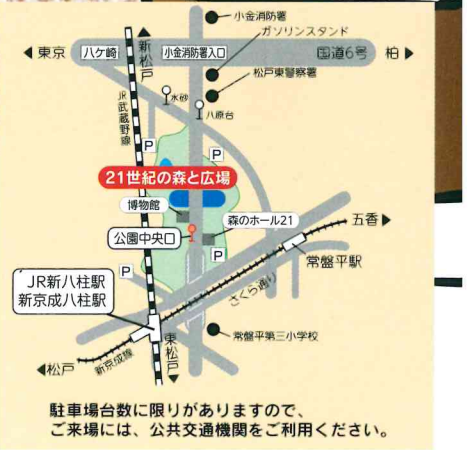 小金消防署
ガソリンスタンド
◀東京
八ケ崎
▲新松戸
小金消防署入口
国道6号
柏▶
松戸東警察署
水砂
八原台
JR武蔵野線
P
P
21世紀の森と広場
博物館
森のホール21
公園中央口
五香▶
P
P
常盤平駅
JR新八柱駅
新京成八柱駅
さくら通り
常盤平第三小学校
東松戸▼
新京成線
◀松戸
駐車場台数に限りがありますので、
ご来場には、公共交通機関をご利用ください。